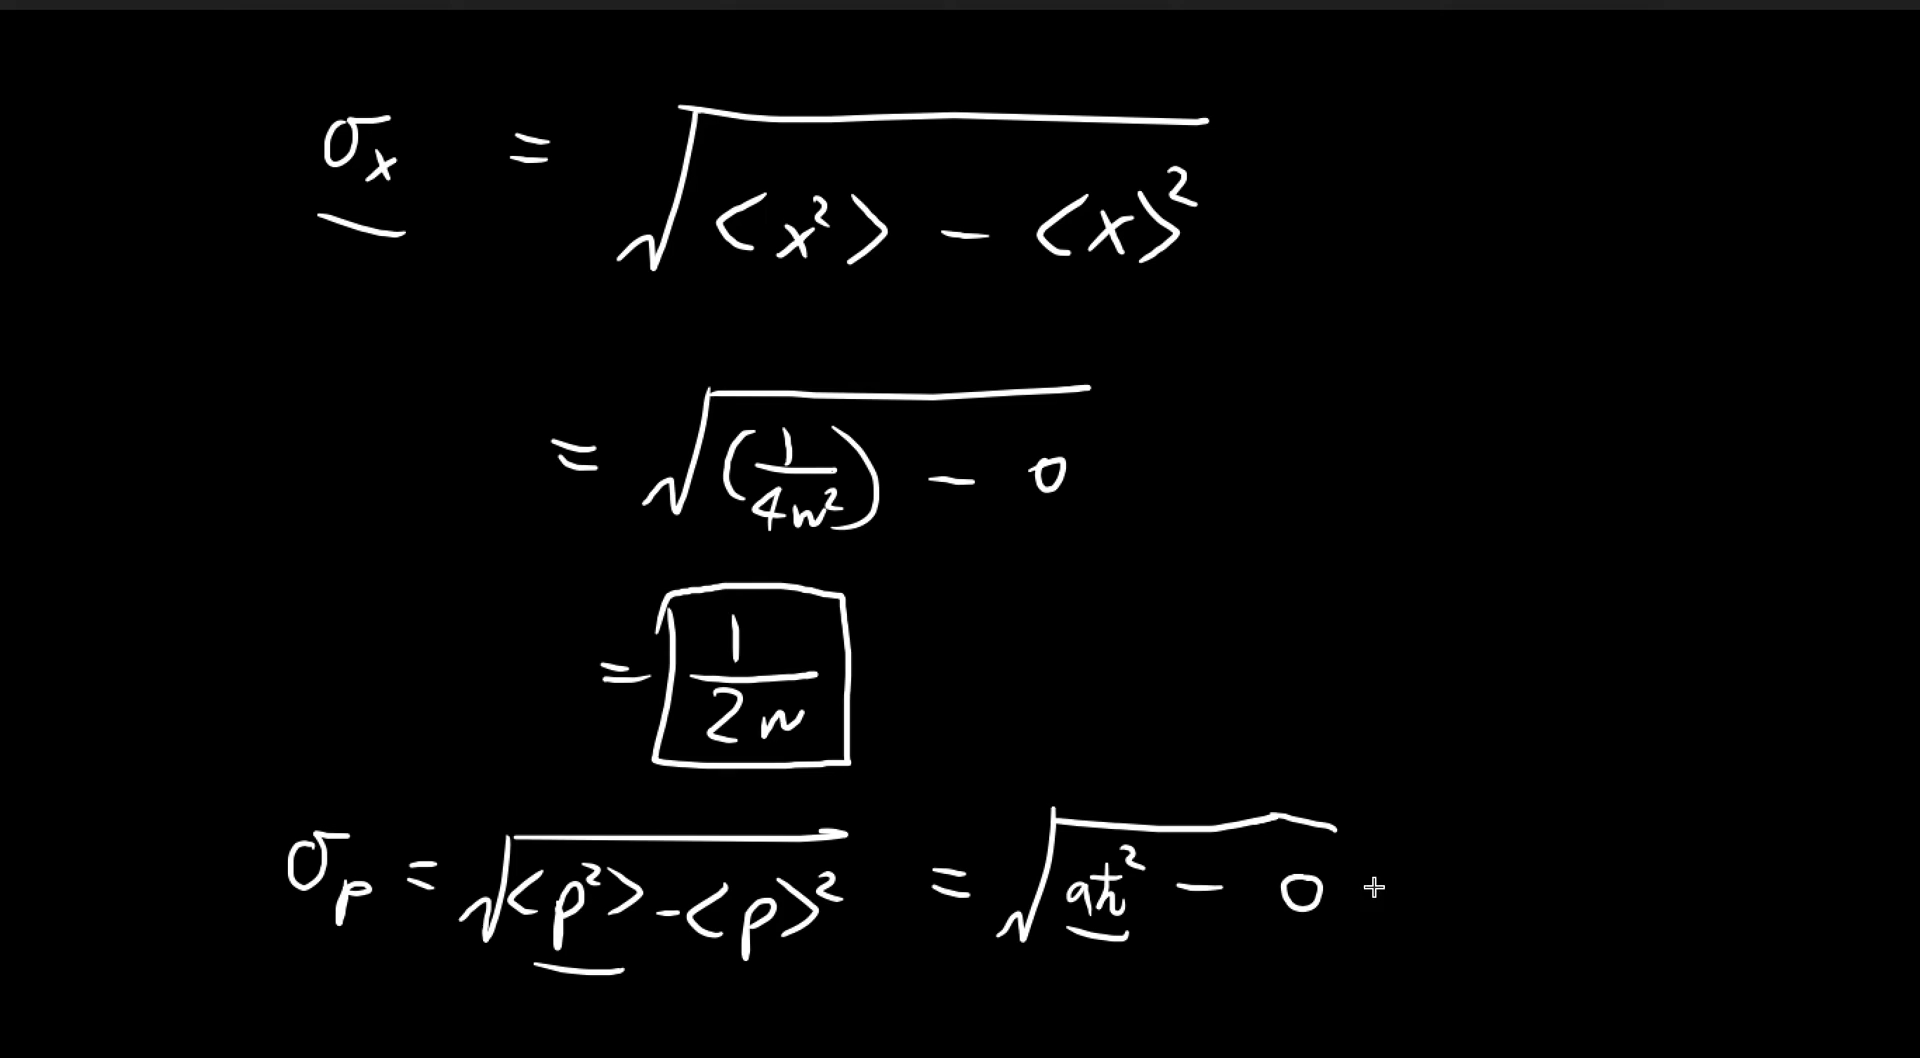 σₓ = √(<x²> - <x>²)
= √((1/4w²) - 0)
= 1/2w
σₚ = √(<p²> - <p>²) = √(aħ² - 0)